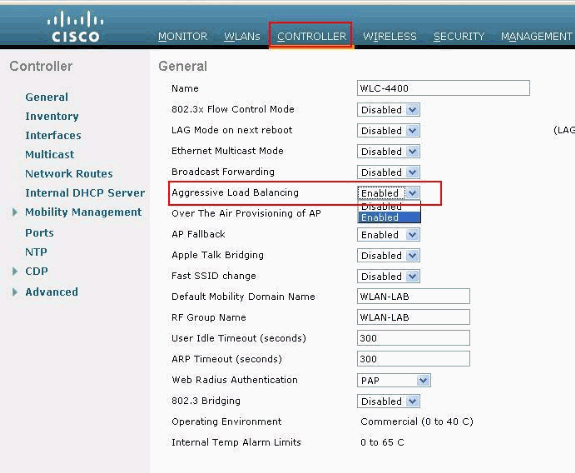 CISCO
MONITOR WLANs CONTROLLER WIRELESS SECURITY MANAGEMENT
Controller
General
Inventory
Interfaces
Multicast
Network Routes
Internal DHCP Server
Mobility Management
Ports
NTP
CDP
Advanced
General
Name WLC-4400
802.3x Flow Control Mode Disabled
LAG Mode on next reboot Disabled (LAG
Ethernet Multicast Mode Disabled
Broadcast Forwarding Disabled
Aggressive Load Balancing Enabled
Disabled
Enabled
Over The Air Provisioning of AP
AP Fallback Enabled
Apple Talk Bridging Disabled
Fast SSID change Disabled
Default Mobility Domain Name WLAN-LAB
RF Group Name WLAN-LAB
User Idle Timeout (seconds) 300
ARP Timeout (seconds) 300
Web Radius Authentication PAP
802.3 Bridging Disabled
Operating Environment Commercial (0 to 40 C)
Internal Temp Alarm Limits 0 to 65 C